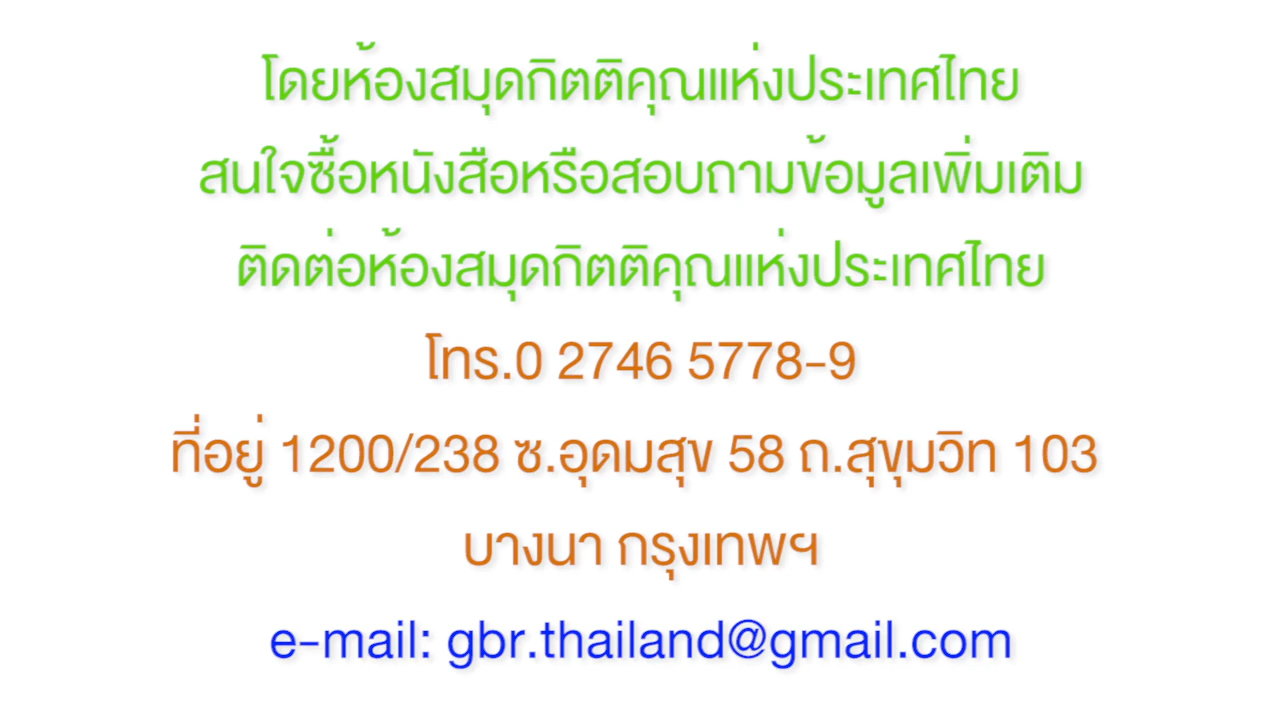 โดยห้องสมุดกิตติคุณแห่งประเทศไทย
สนใจซื้อหนังสือหรือสอบถามข้อมูลเพิ่มเติม
ติดต่อห้องสมุดกิตติคุณแห่งประเทศไทย
โทร.0 2746 5778-9
ที่อยู่ 1200/238 ซ.อุดมสุข 58 ถ.สุขุมวิท 103
บางนา กรุงเทพฯ
e-mail: gbr.thailand@gmail.com